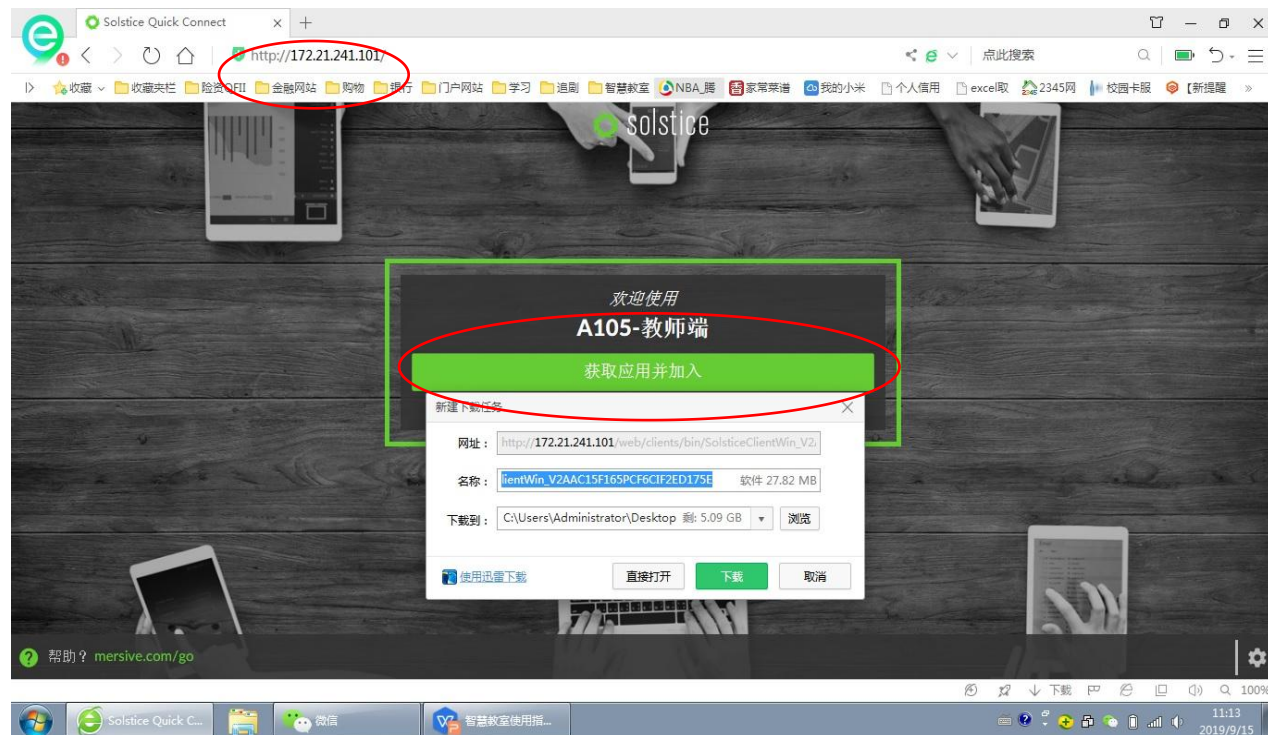 Solstice Quick Connect
http://172.21.241.101/
点此搜索
收藏 收藏夹栏 险资QFII 金融网站 购物 银行 门户网站 学习 追剧 智慧教室 NBA_腾 家常菜谱 我的小米 个人信用 excel取 2345网 校园卡服 【新提醒 »
solstice
欢迎使用
A105-教师端
获取应用并加入
新建下载任务
网址： http://172.21.241.101/web/clients/bin/SolsticeClientWin_V2
名称： lientWin_V2AAC15F165PCF6CIF2ED175E 软件 27.82 MB
下载到： C:\Users\Administrator\Desktop 剩: 5.09 GB 浏览
使用迅雷下载 直接打开 下载 取消
帮助？ mersive.com/go
下载 100%
Solstice Quick C... 微信 智慧教室使用指...
11:13
2019/9/15